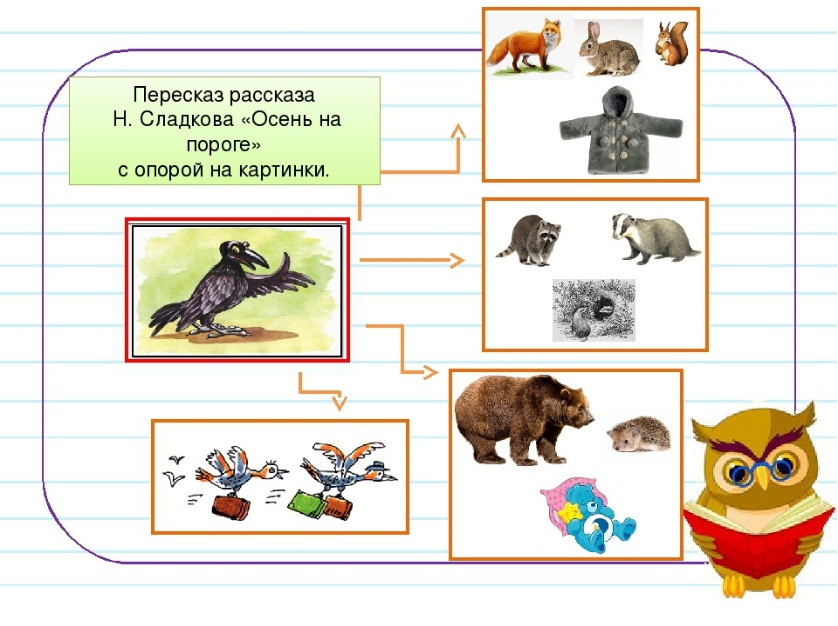 Пересказ рассказа
Н. Сладкова «Осень на
пороге»
с опорой на картинки.